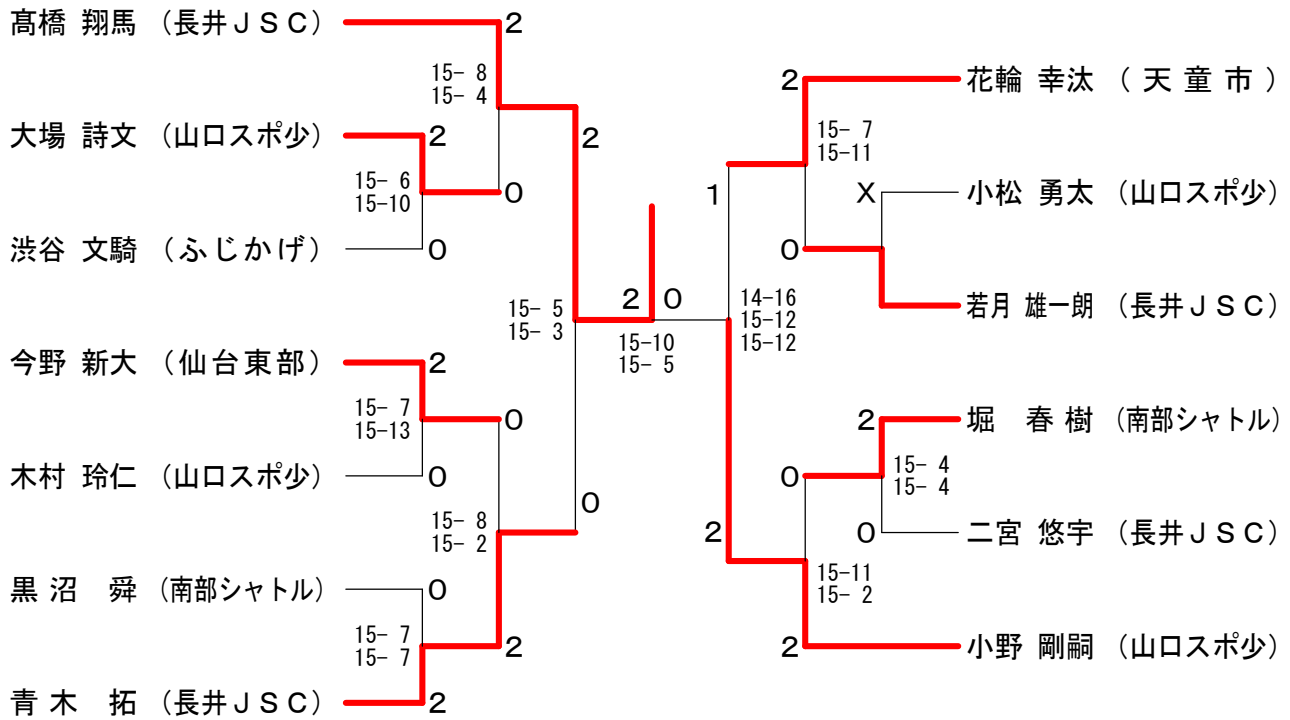 髙橋 翔馬 （長井ＪＳＣ） 2
15- 8
15- 4
大場 詩文 （山口スポ少） 2
0
15- 6
15-10
渋谷 文騎 （ふじかげ） 0
2
15- 5
15- 3
今野 新大 （仙台東部） 2
0
15- 7
15-13
木村 玲仁 （山口スポ少） 0
15- 8
15- 2
0
黒沼 舜 （南部シャトル） 0
15- 7
15- 7
2
青木 拓 （長井ＪＳＣ） 2
2 0
15-10
15- 5
2 花輪 幸汰 （天童市）
15- 7
15-11
1
X 小松 勇太 （山口スポ少）
0
若月 雄一朗 （長井ＪＳＣ）
14-16
15-12
15-12
2 堀 春樹 （南部シャトル）
0
15- 4
15- 4
0 二宮 悠宇 （長井ＪＳＣ）
2
15-11
15- 2
2 小野 剛嗣 （山口スポ少）